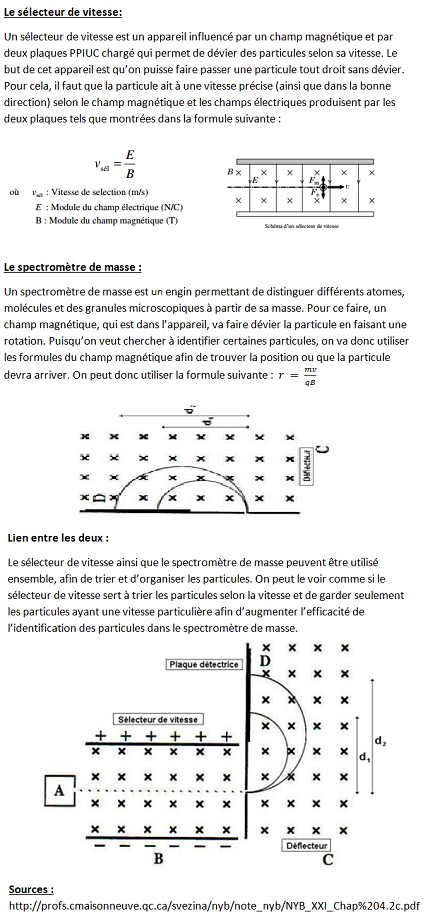 Le sélecteur de vitesse:
Un sélecteur de vitesse est un appareil influencé par un champ magnétique et par
deux plaques PPIUC chargé qui permet de dévier des particules selon sa vitesse. Le
but de cet appareil est qu'on puisse faire passer une particule tout droit sans dévier.
Pour cela, il faut que la particule ait à une vitesse précise (ainsi que dans la bonne
direction) selon le champ magnétique et les champs électriques produisent par les
deux plaques tels que montrées dans la formule suivante :
v_sél = E / B
où v_sél : Vitesse de selection (m/s)
E : Module du champ électrique (N/C)
B : Module du champ magnétique (T)
B
E
F_m
F_e
v
Schéma d'un sélecteur de vitesse
Le spectromètre de masse :
Un spectromètre de masse est un engin permettant de distinguer différents atomes,
molécules et des granules microscopiques à partir de sa masse. Pour ce faire, un
champ magnétique, qui est dans l'appareil, va faire dévier la particule en faisant une
rotation. Puisqu'on veut chercher à identifier certaines particules, on va donc utiliser
les formules du champ magnétique afin de trouver la position ou que la particule
devra arriver. On peut donc utiliser la formule suivante : r = mv / qB
d₂
d₁
D
Déflecteur
C
Lien entre les deux :
Le sélecteur de vitesse ainsi que le spectromètre de masse peuvent être utilisé
ensemble, afin de trier et d'organiser les particules. On peut le voir comme si le
sélecteur de vitesse sert à trier les particules selon la vitesse et de garder seulement
les particules ayant une vitesse particulière afin d'augmenter l'efficacité de
l'identification des particules dans le spectromètre de masse.
Plaque détectrice
D
Sélecteur de vitesse
+ + + + + +
A
d₁
d₂
− − − − − −
B
Déflecteur
C
Sources :
http://profs.cmaisonneuve.qc.ca/svezina/nyb/note_nyb/NYB_XXI_Chap%204.2c.pdf